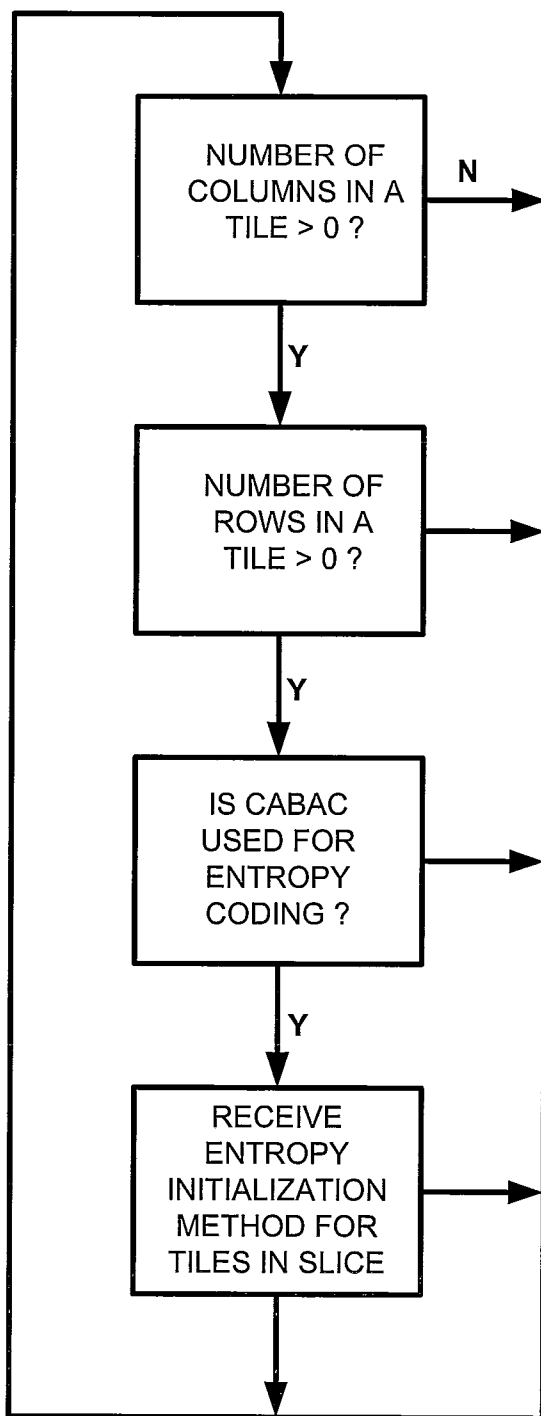 NUMBER OF
COLUMNS IN A
TILE > 0 ?
N
Y
NUMBER OF
ROWS IN A
TILE > 0 ?
Y
IS CABAC
USED FOR
ENTROPY
CODING ?
Y
RECEIVE
ENTROPY
INITIALIZATION
METHOD FOR
TILES IN SLICE